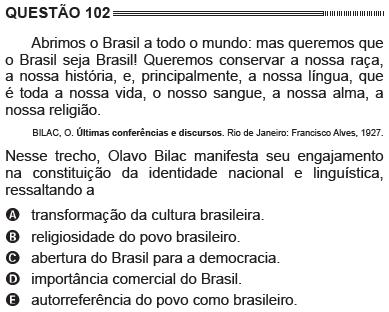 QUESTÃO 102
Abrimos o Brasil a todo o mundo: mas queremos que
o Brasil seja Brasil! Queremos conservar a nossa raça,
a nossa história, e, principalmente, a nossa língua, que
é toda a nossa vida, o nosso sangue, a nossa alma, a
nossa religião.
BILAC, O. Últimas conferências e discursos. Rio de Janeiro: Francisco Alves, 1927.
Nesse trecho, Olavo Bilac manifesta seu engajamento
na constituição da identidade nacional e linguística,
ressaltando a
A transformação da cultura brasileira.
B religiosidade do povo brasileiro.
C abertura do Brasil para a democracia.
D importância comercial do Brasil.
E autorreferência do povo como brasileiro.